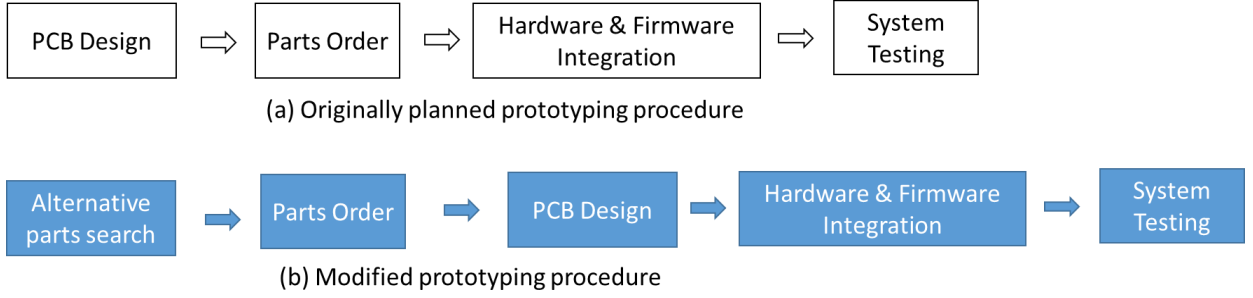 PCB Design
Parts Order
Hardware & Firmware
Integration
System
Testing
(a) Originally planned prototyping procedure
Alternative
parts search
Parts Order
PCB Design
Hardware & Firmware
Integration
System
Testing
(b) Modified prototyping procedure